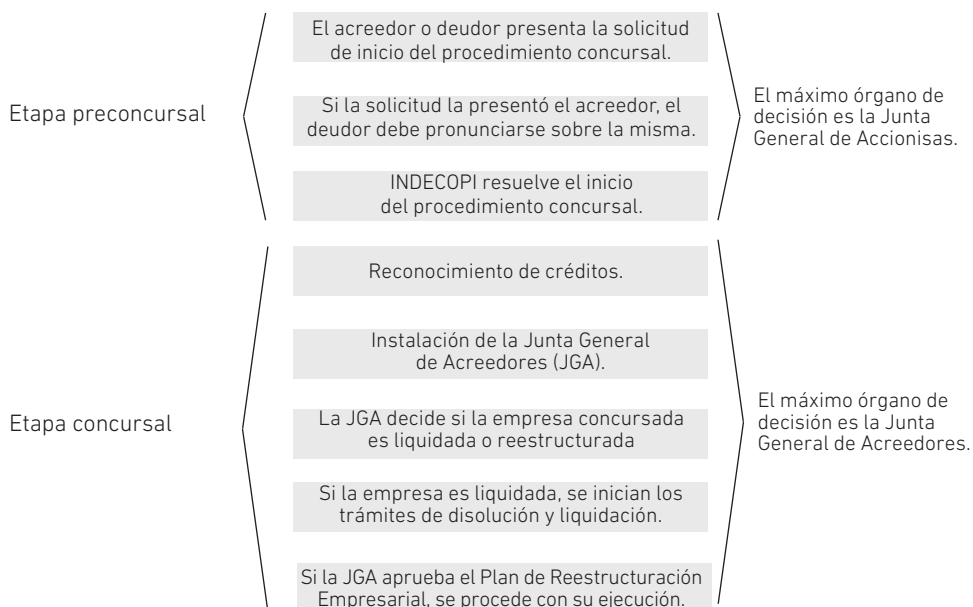 Etapa preconcursal
El acreedor o deudor presenta la solicitud
de inicio del procedimiento concursal.
Si la solicitud la presentó el acreedor, el
deudor debe pronunciarse sobre la misma.
INDECOPI resuelve el inicio
del procedimiento concursal.
El máximo órgano de
decisión es la Junta
General de Accionisas.
Etapa concursal
Reconocimiento de créditos.
Instalación de la Junta General
de Acreedores (JGA).
La JGA decide si la empresa concursada
es liquidada o reestructurada
Si la empresa es liquidada, se inician los
trámites de disolución y liquidación.
Si la JGA aprueba el Plan de Reestructuración
Empresarial, se procede con su ejecución.
El máximo órgano de
decisión es la Junta
General de Acreedores.